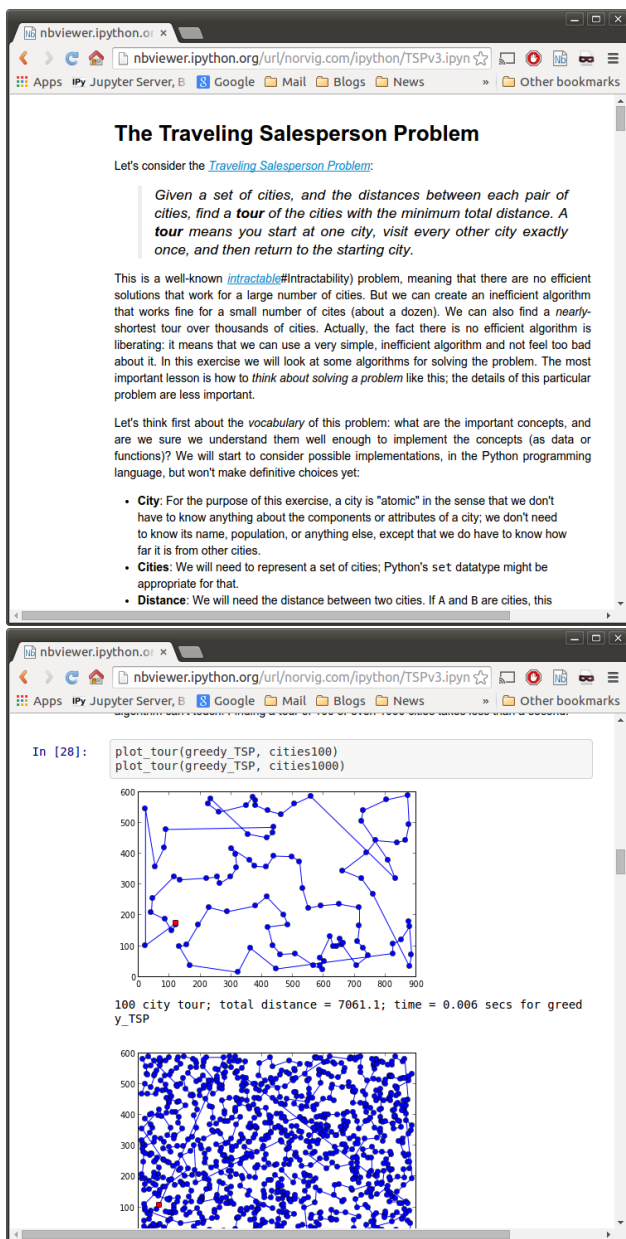 nbviewer.ipython.or ×
nbviewer.ipython.org/url/norvig.com/ipython/TSPv3.ipyn
Apps IPy Jupyter Server, B Google Mail Blogs News » Other bookmarks
The Traveling Salesperson Problem
Let's consider the Traveling Salesperson Problem:
Given a set of cities, and the distances between each pair of
cities, find a tour of the cities with the minimum total distance. A
tour means you start at one city, visit every other city exactly
once, and then return to the starting city.
This is a well-known intractable#Intractability) problem, meaning that there are no efficient
solutions that work for a large number of cities. But we can create an inefficient algorithm
that works fine for a small number of cites (about a dozen). We can also find a nearly-
shortest tour over thousands of cities. Actually, the fact there is no efficient algorithm is
liberating: it means that we can use a very simple, inefficient algorithm and not feel too bad
about it. In this exercise we will look at some algorithms for solving the problem. The most
important lesson is how to think about solving a problem like this; the details of this particular
problem are less important.
Let's think first about the vocabulary of this problem: what are the important concepts, and
are we sure we understand them well enough to implement the concepts (as data or
functions)? We will start to consider possible implementations, in the Python programming
language, but won't make definitive choices yet:
• City: For the purpose of this exercise, a city is "atomic" in the sense that we don't
have to know anything about the components or attributes of a city; we don't need
to know its name, population, or anything else, except that we do have to know how
far it is from other cities.
• Cities: We will need to represent a set of cities; Python's set datatype might be
appropriate for that.
• Distance: We will need the distance between two cities. If A and B are cities, this
nbviewer.ipython.or ×
nbviewer.ipython.org/url/norvig.com/ipython/TSPv3.ipyn
Apps IPy Jupyter Server, B Google Mail Blogs News » Other bookmarks
algorithm can't touch. Finding a tour of 100 or even 1000 cities takes less than a second.
In [28]:
plot_tour(greedy_TSP, cities100)
plot_tour(greedy_TSP, cities1000)
600
500
400
300
200
100
0
0 100 200 300 400 500 600 700 800 900
100 city tour; total distance = 7061.1; time = 0.006 secs for greed
y_TSP
600
500
400
300
200
100